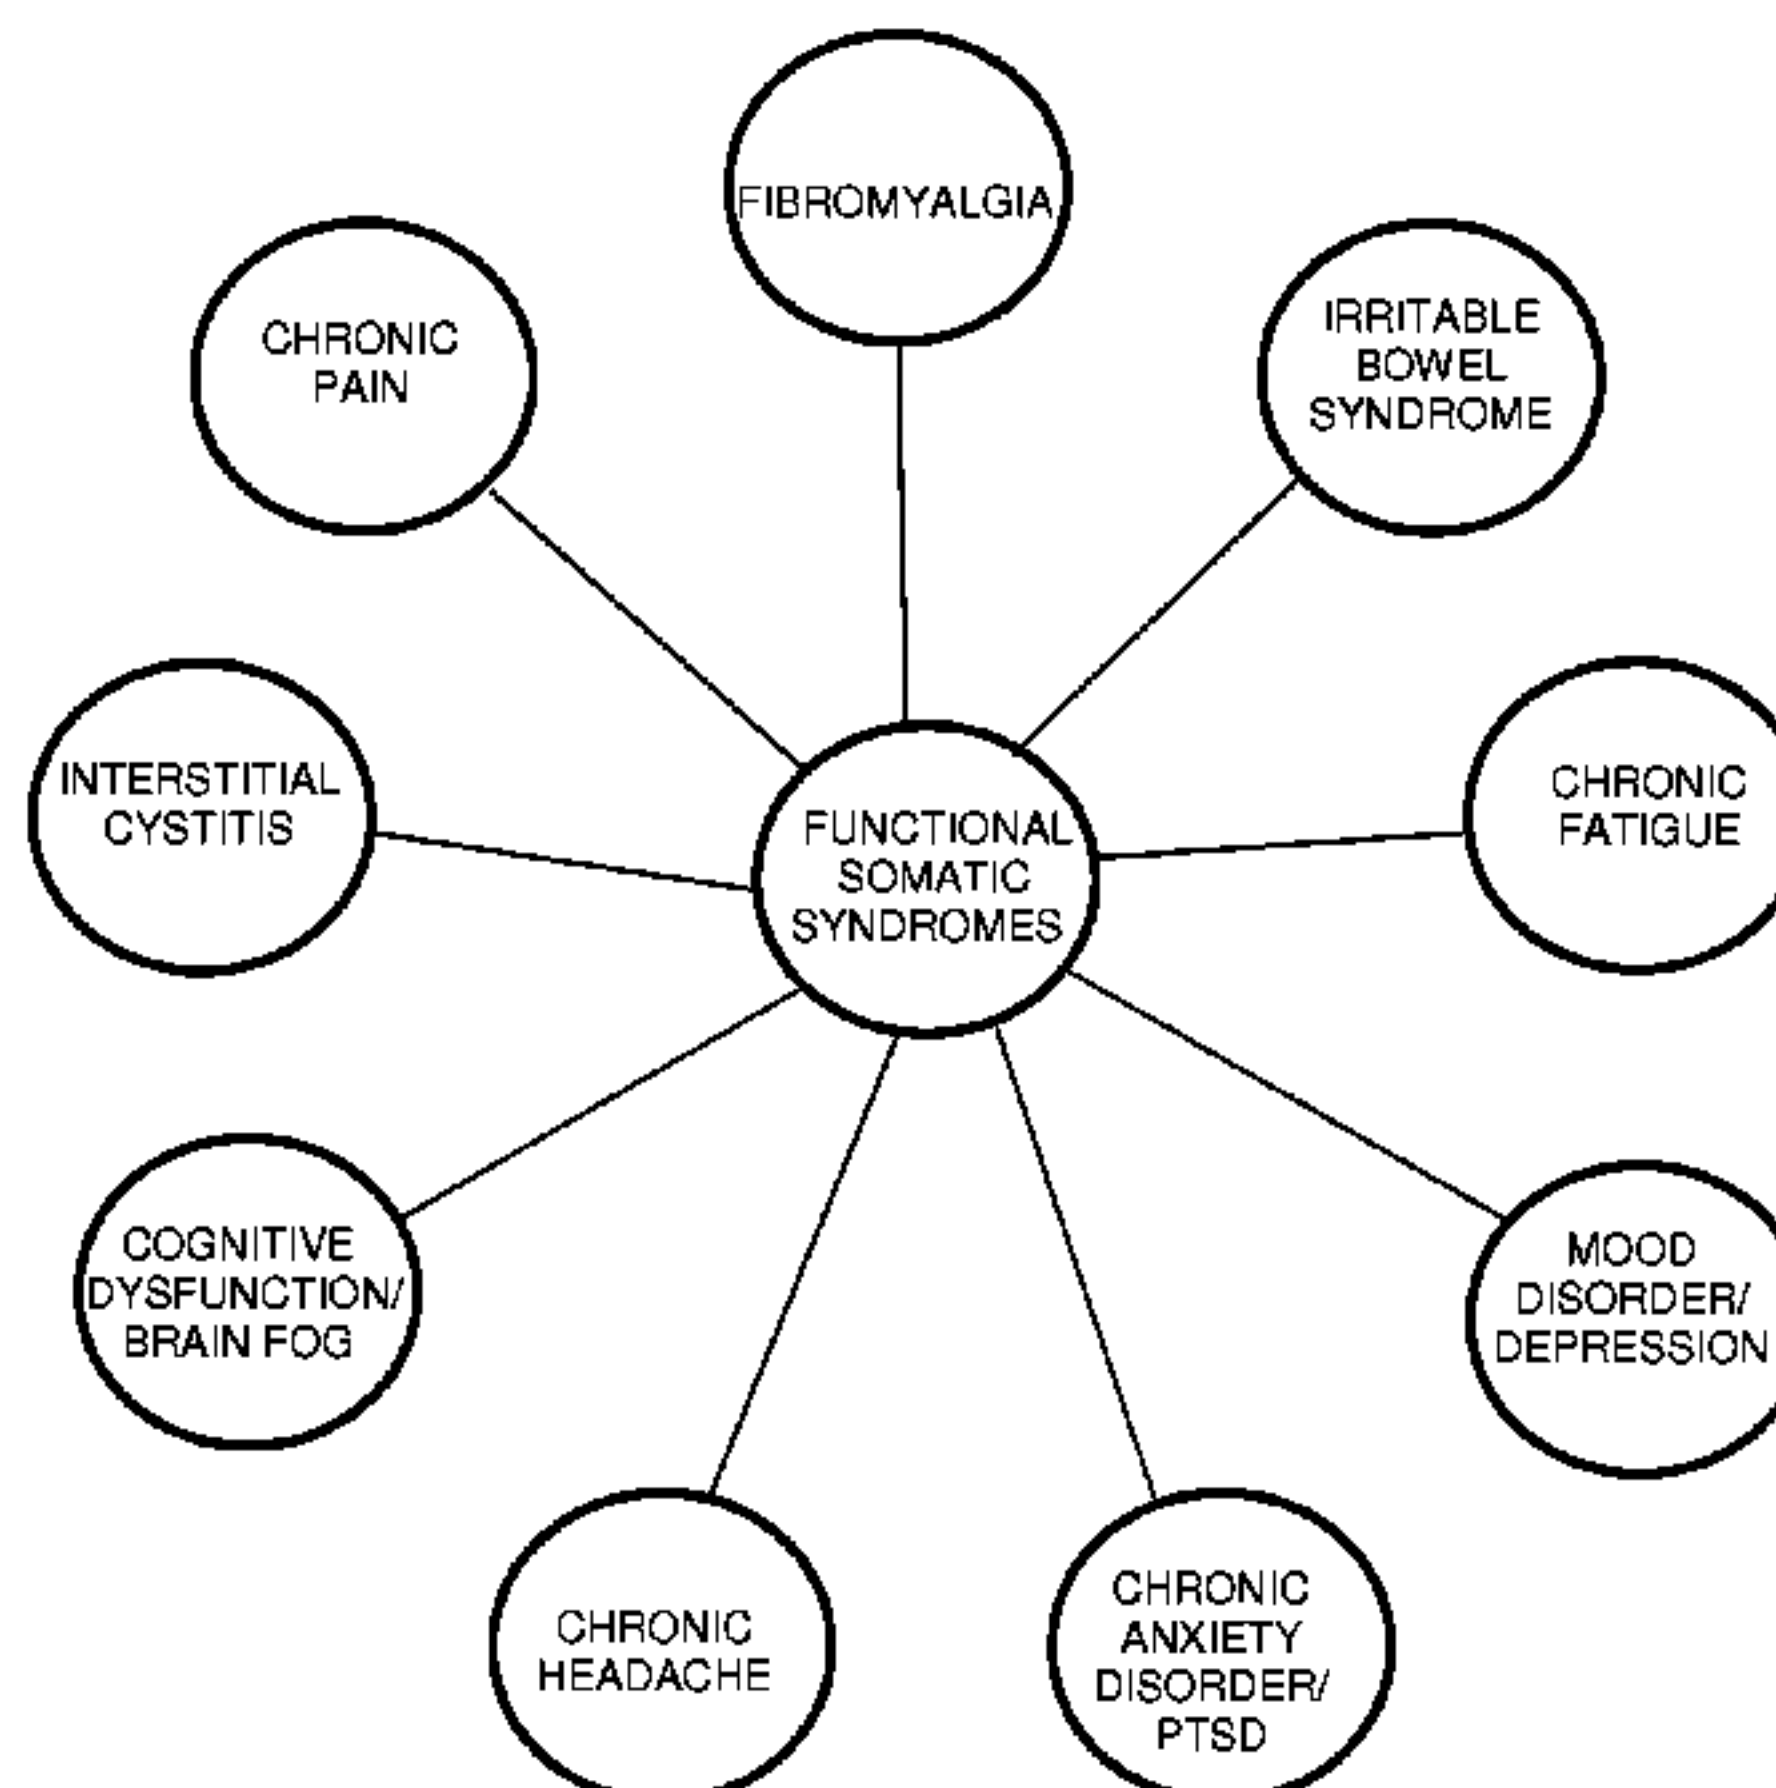 FIBROMYALGIA
CHRONIC
PAIN
IRRITABLE
BOWEL
SYNDROME
INTERSTITIAL
CYSTITIS
FUNCTIONAL
SOMATIC
SYNDROMES
CHRONIC
FATIGUE
COGNITIVE
DYSFUNCTION/
BRAIN FOG
MOOD
DISORDER/
DEPRESSION
CHRONIC
HEADACHE
CHRONIC
ANXIETY
DISORDER/
PTSD